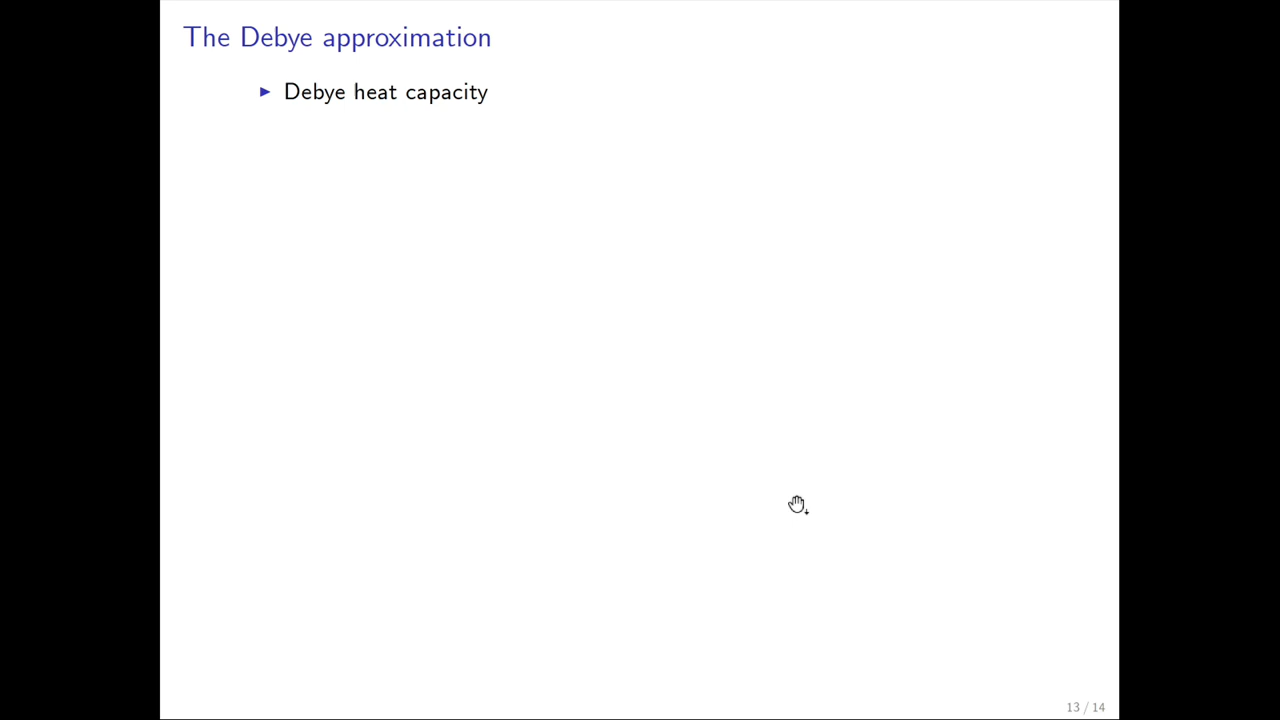 The Debye approximation
▶ Debye heat capacity
13 / 14